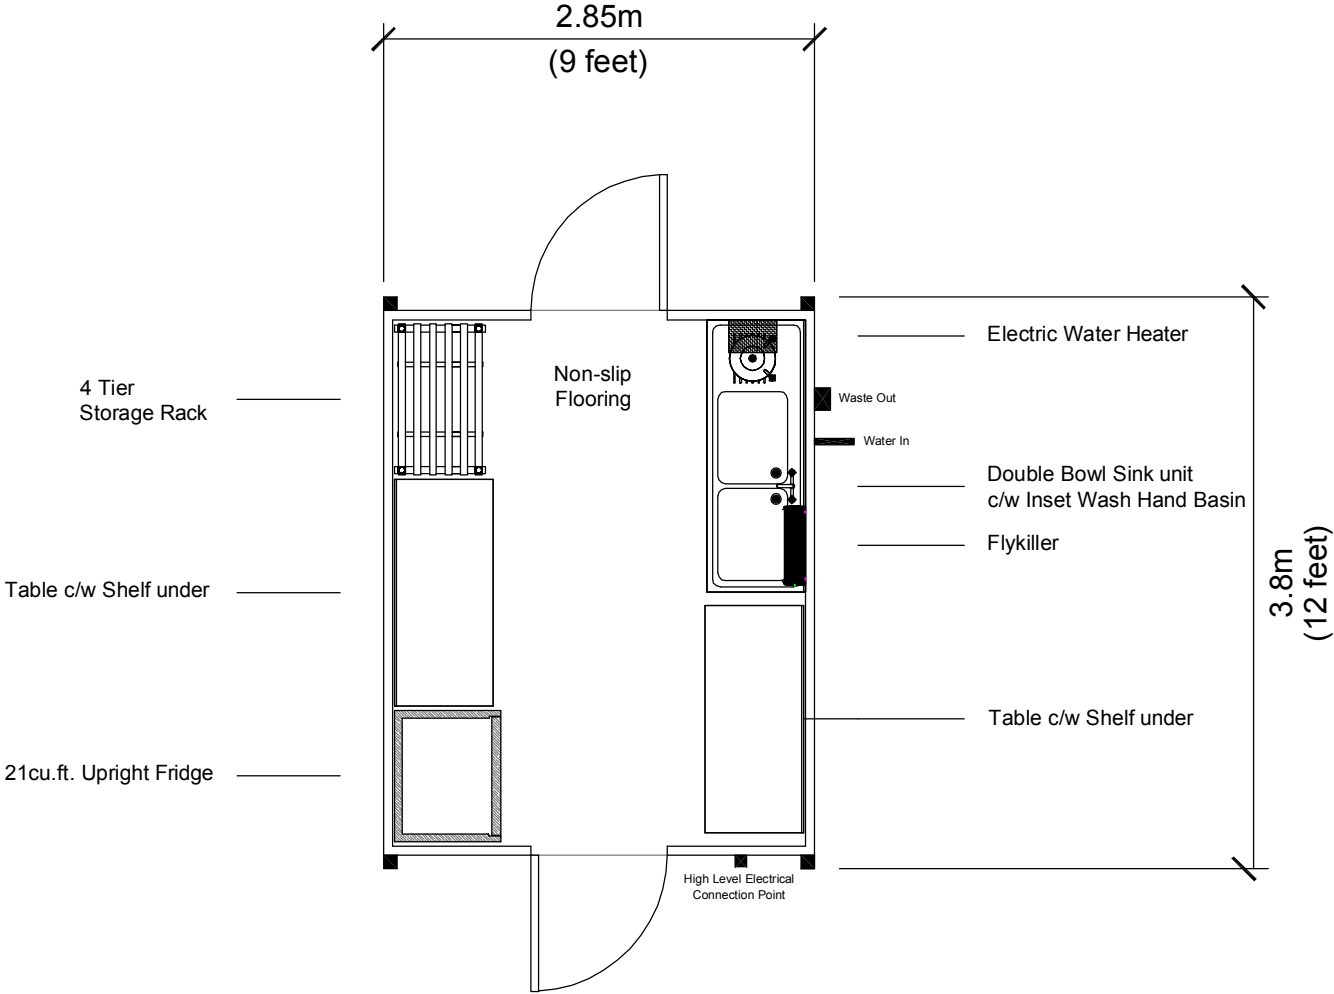 2.85m
(9 feet)
Electric Water Heater
Non-slip
Flooring
4 Tier
Storage Rack
Waste Out
Water In
Double Bowl Sink unit
c/w Inset Wash Hand Basin
Flykiller
3.8m
(12 feet)
Table c/w Shelf under
Table c/w Shelf under
21cu.ft. Upright Fridge
High Level Electrical
Connection Point